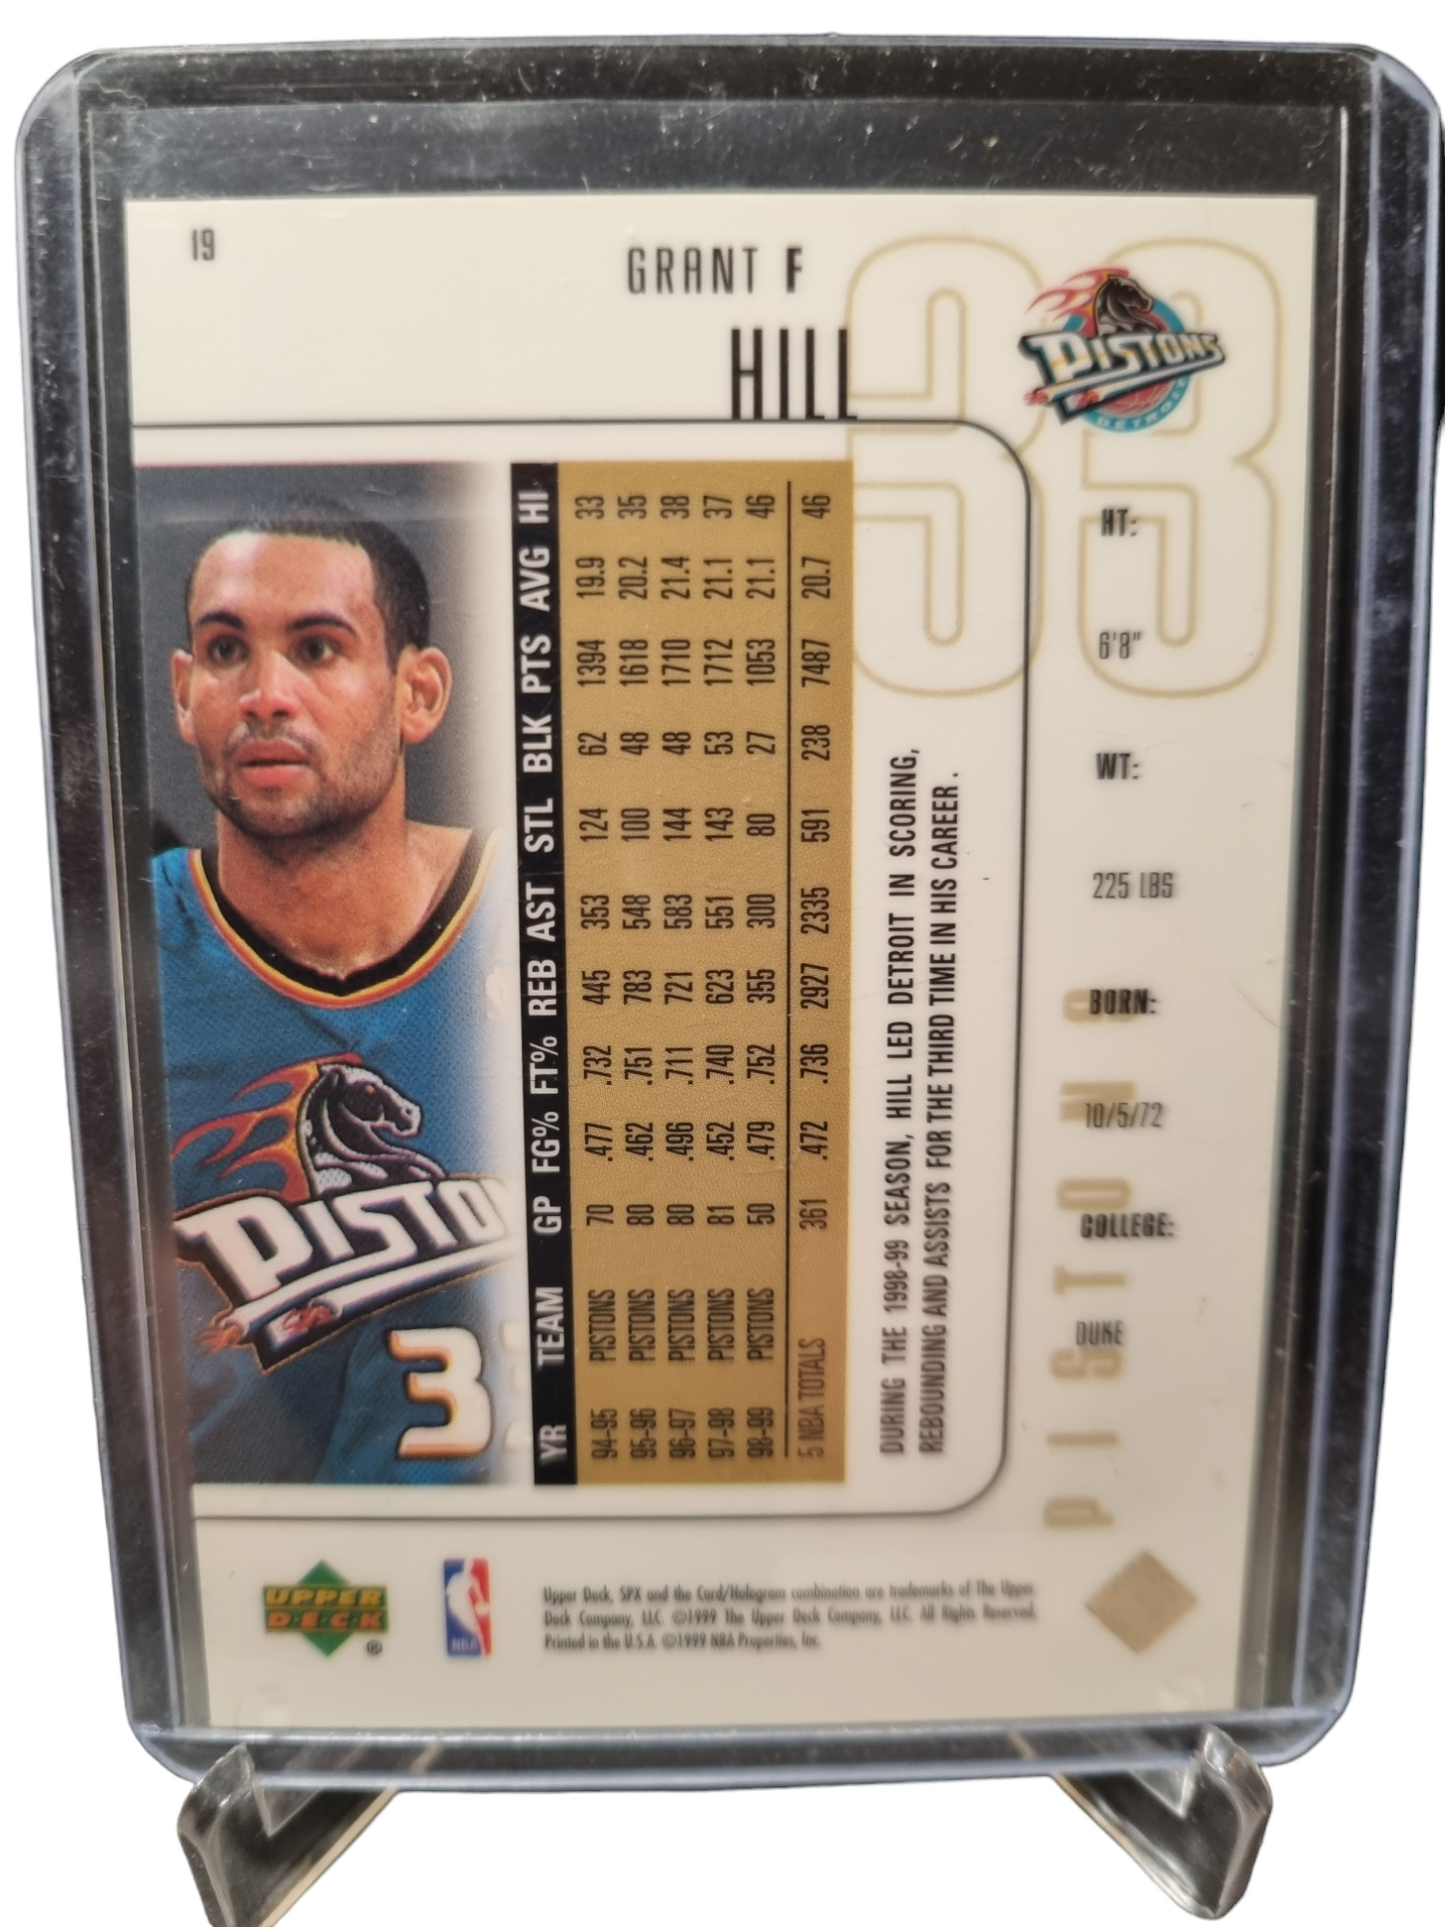 19
GRANT F
HILL
33
PISTONS
DETROIT
HT:
6'8"
WT:
225 LBS
BORN:
10/5/72
COLLEGE:
DUKE
PISTONS
YR TEAM GP FG% FT% REB AST STL BLK PTS AVG HI
94-95 PISTONS 70 .477 .732 445 353 124 62 1394 19.9 33
95-96 PISTONS 80 .462 .751 783 548 100 48 1618 20.2 35
96-97 PISTONS 80 .496 .711 721 583 144 48 1710 21.4 38
97-98 PISTONS 81 .452 .740 623 551 143 53 1712 21.1 37
98-99 PISTONS 50 .479 .752 355 300 80 27 1053 21.1 46
5 NBA TOTALS 361 .472 .736 2927 2335 591 238 7487 20.7 46
DURING THE 1998-99 SEASON, HILL LED DETROIT IN SCORING,
REBOUNDING AND ASSISTS FOR THE THIRD TIME IN HIS CAREER.
PISTO
3
UPPER
DECK
®
NBA
Upper Deck, SPX and the Card/Hologram combination are trademarks of The Upper
Deck Company, LLC. ©1999 The Upper Deck Company, LLC. All Rights Reserved.
Printed in the U.S.A. ©1999 NBA Properties, Inc.